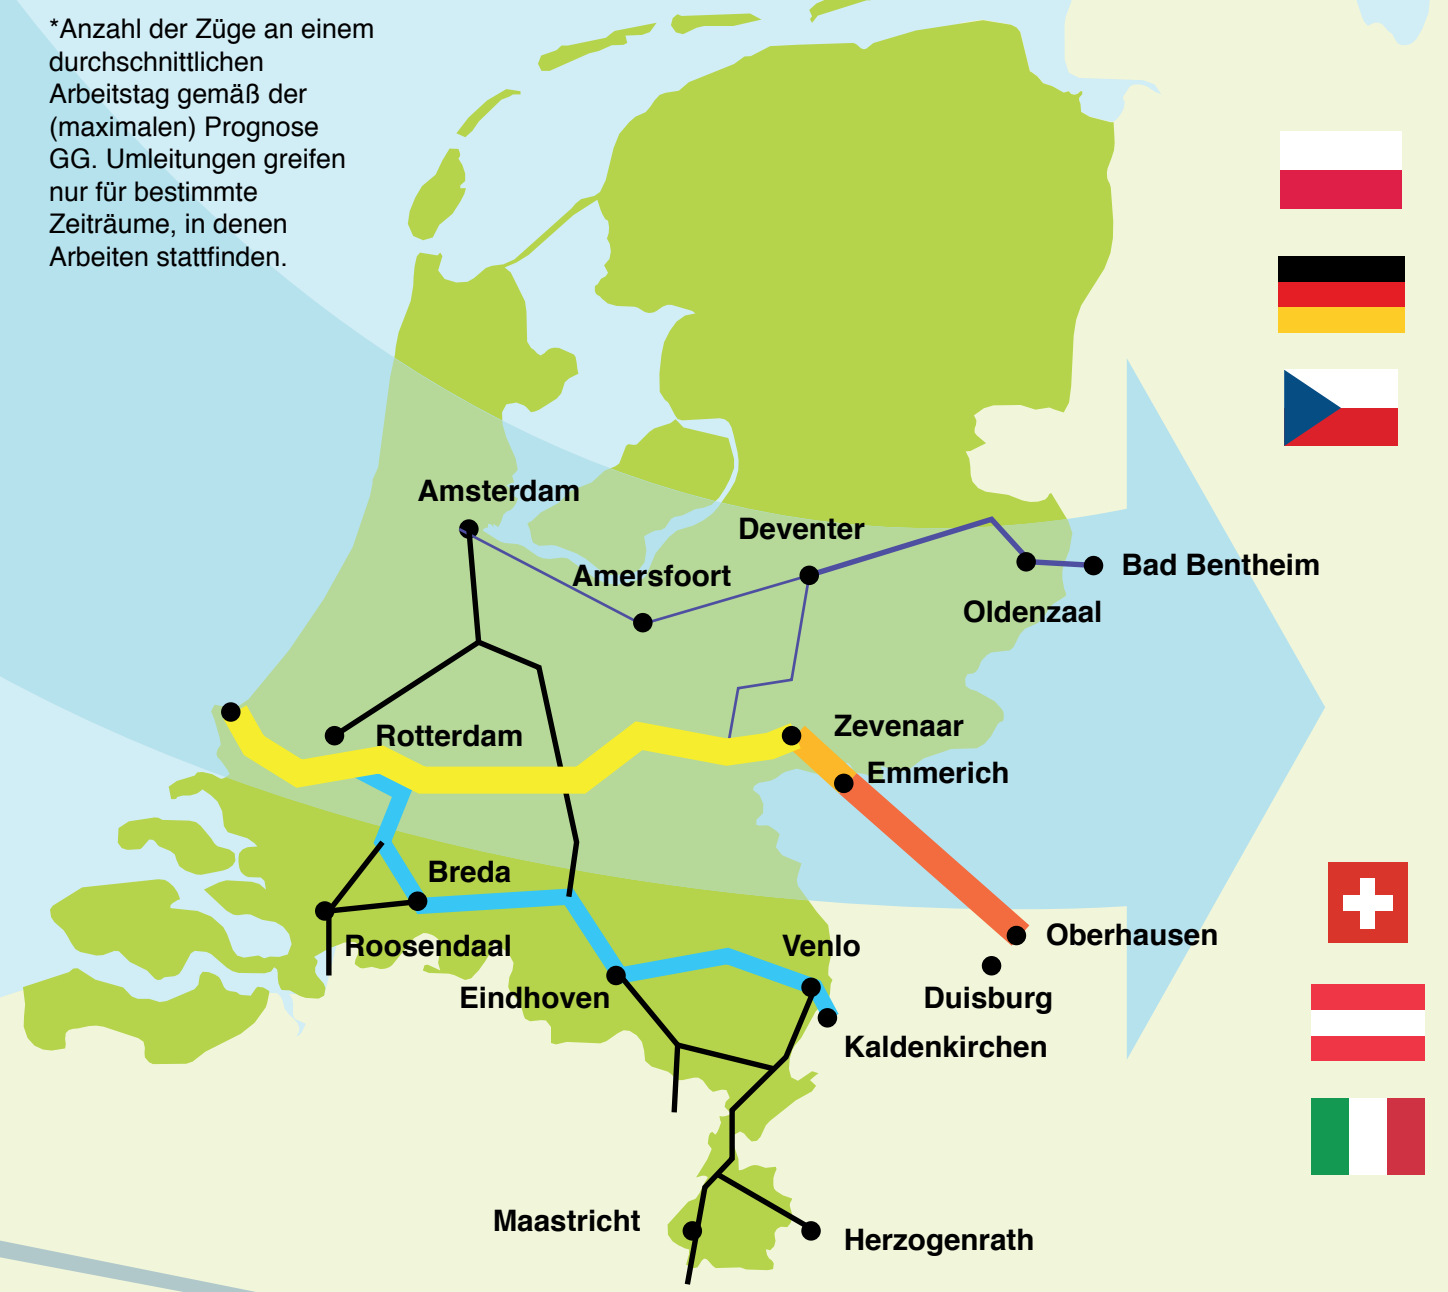 *Anzahl der Züge an einem
durchschnittlichen
Arbeitstag gemäß der
(maximalen) Prognose
GG. Umleitungen greifen
nur für bestimmte
Zeiträume, in denen
Arbeiten stattfinden.
Amsterdam
Deventer
Amersfoort
Bad Bentheim
Oldenzaal
Zevenaar
Rotterdam
Emmerich
Breda
Oberhausen
Roosendaal
Venlo
Eindhoven
Duisburg
Kaldenkirchen
Maastricht
Herzogenrath